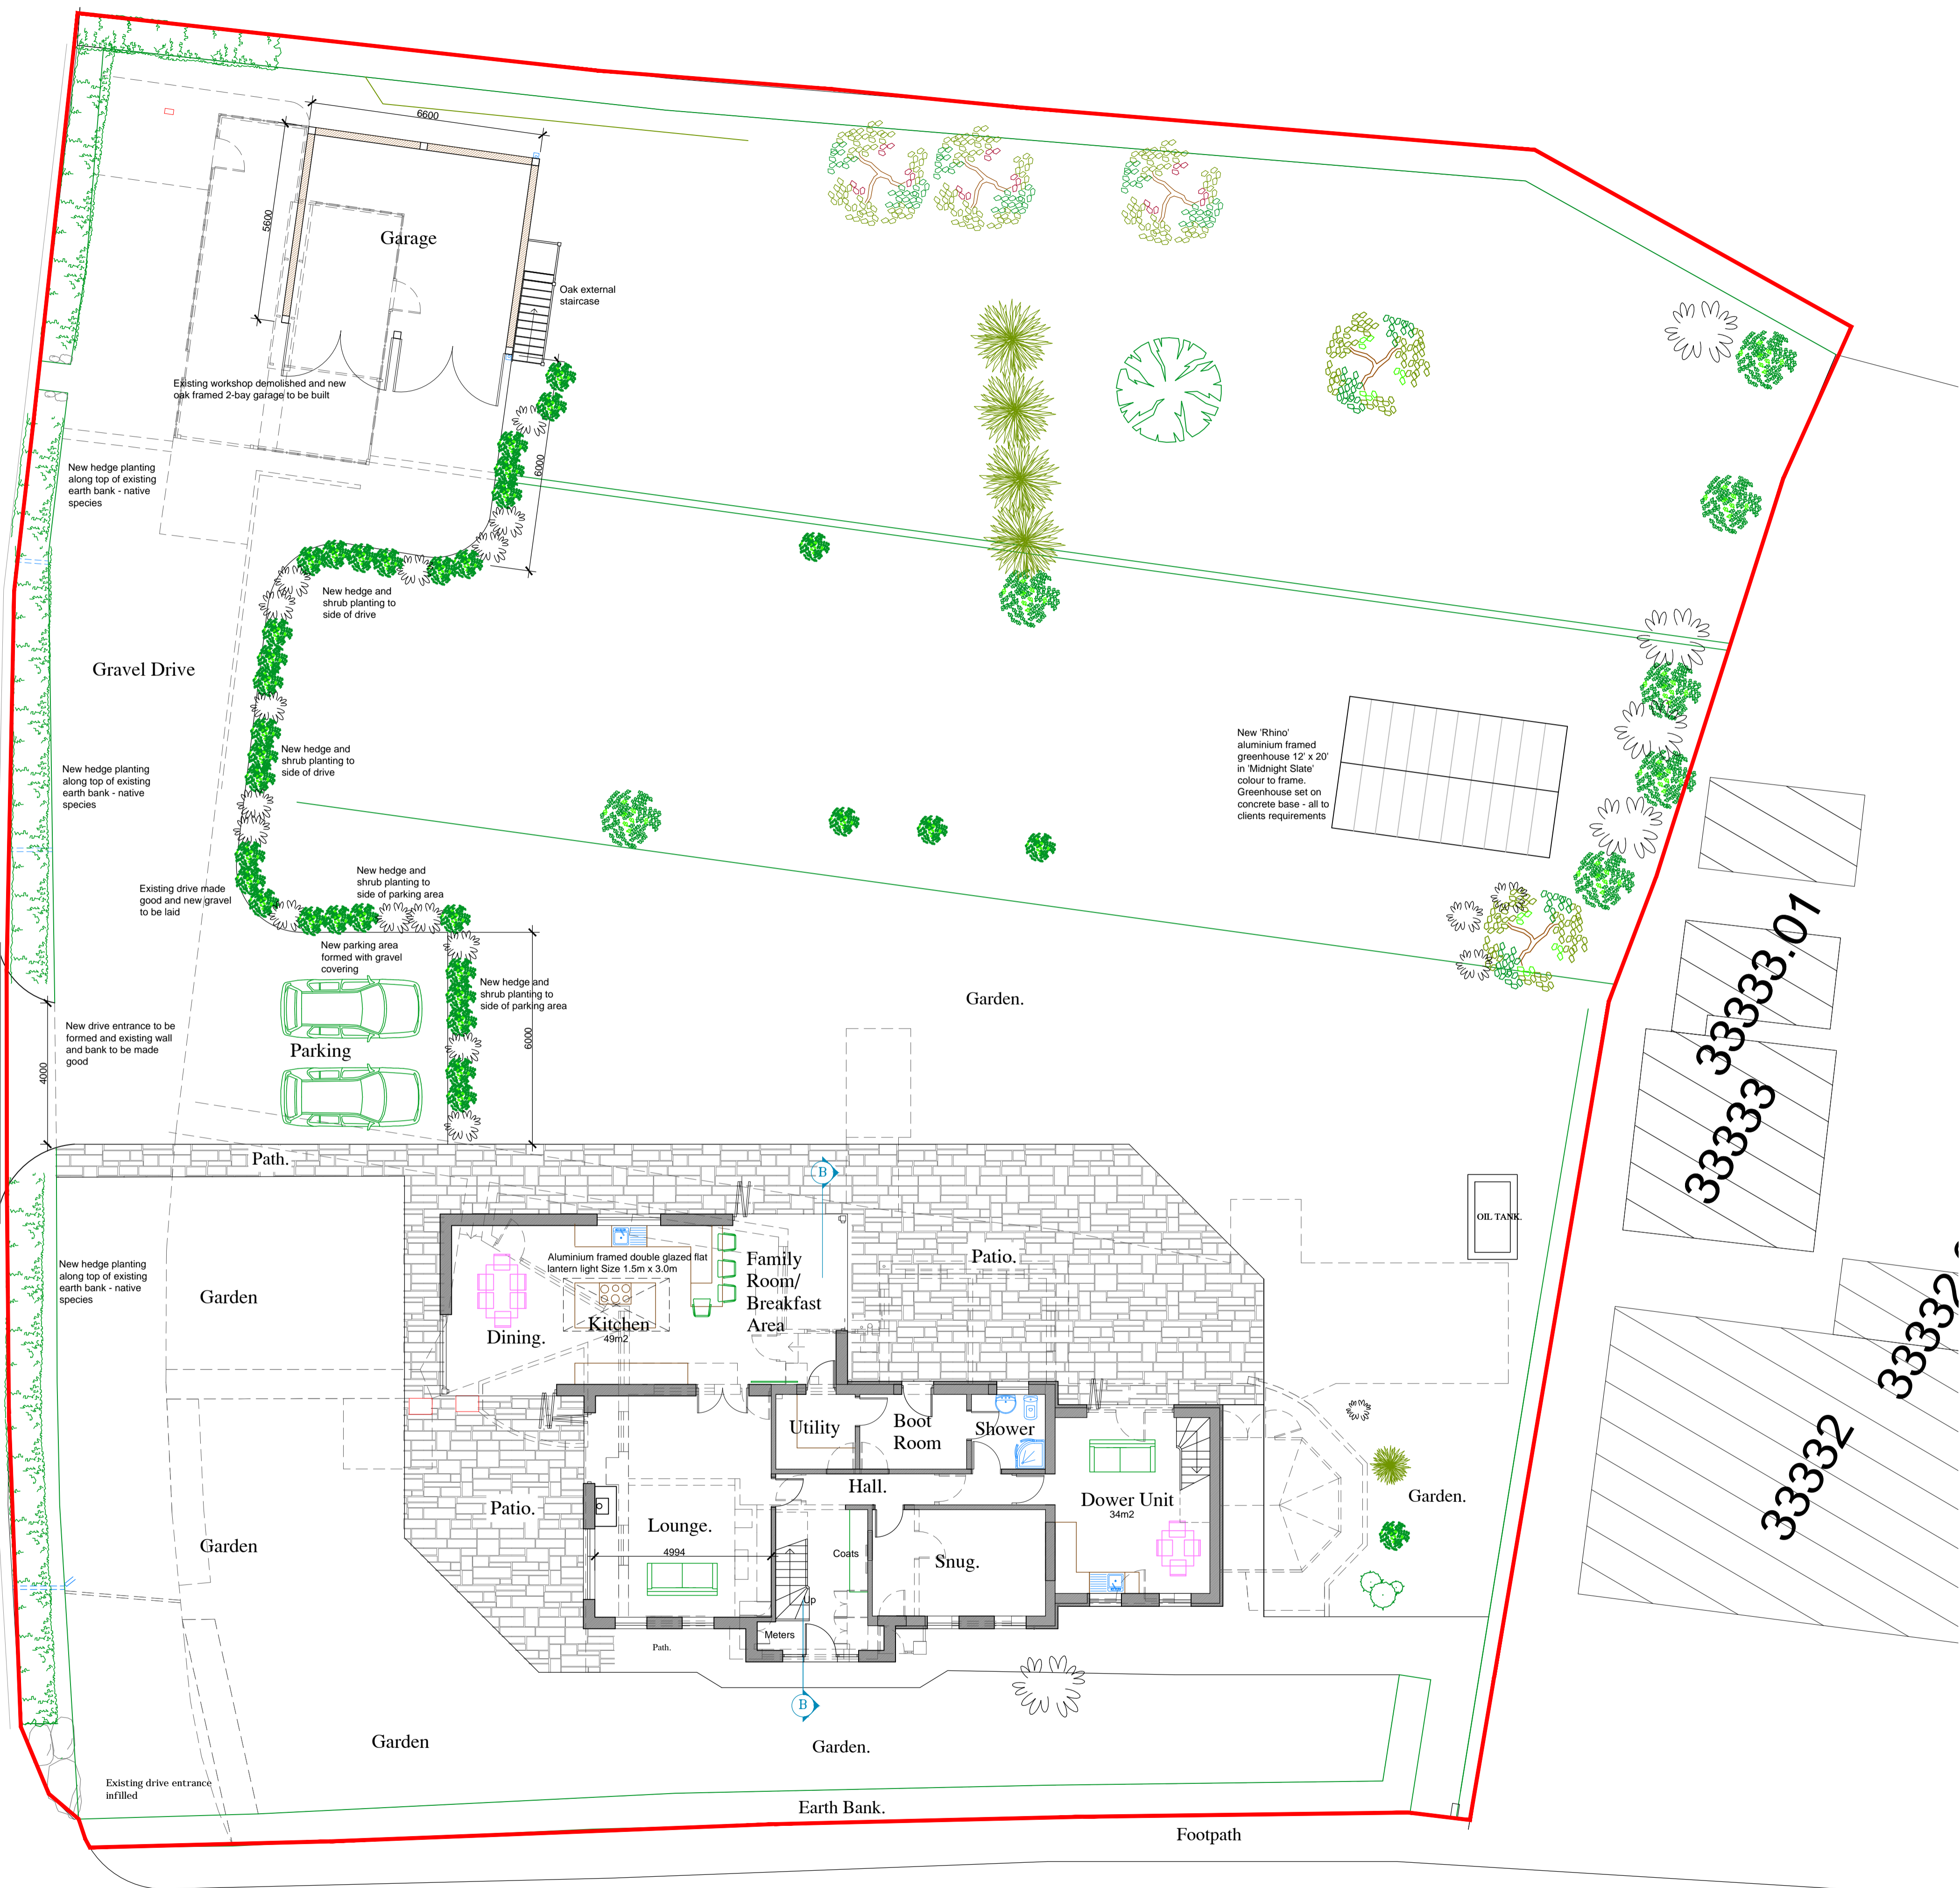 6600
5600
Garage
Oak external
staircase
Existing workshop demolished and new
oak framed 2-bay garage to be built
6000
New hedge planting
along top of existing
earth bank - native
species
New hedge and
shrub planting to
side of drive
Gravel Drive
New hedge and
shrub planting to
side of drive
New hedge planting
along top of existing
earth bank - native
species
New 'Rhino'
aluminium framed
greenhouse 12' x 20'
in 'Midnight Slate'
colour to frame.
Greenhouse set on
concrete base - all to
clients requirements
New hedge and
shrub planting to
side of parking area
Existing drive made
good and new gravel
to be laid
New parking area
formed with gravel
covering
New hedge and
shrub planting to
side of parking area
Garden.
33333.01
33333
New drive entrance to be
formed and existing wall
and bank to be made
good
Parking
4000
6000
Path.
B
OIL TANK.
New hedge planting
along top of existing
earth bank - native
species
Garden
Aluminium framed double glazed flat
lantern light Size 1.5m x 3.0m
Family
Room/
Breakfast
Area
Patio.
Dining.
Kitchen
49m2
33332
Utility
Boot
Room
Shower
Hall.
Dower Unit
34m2
Garden.
33332
Patio.
Lounge.
4994
Coats
Snug.
Garden
Up
Meters
Path.
B
Garden
Garden.
Existing drive entrance
infilled
Earth Bank.
Footpath